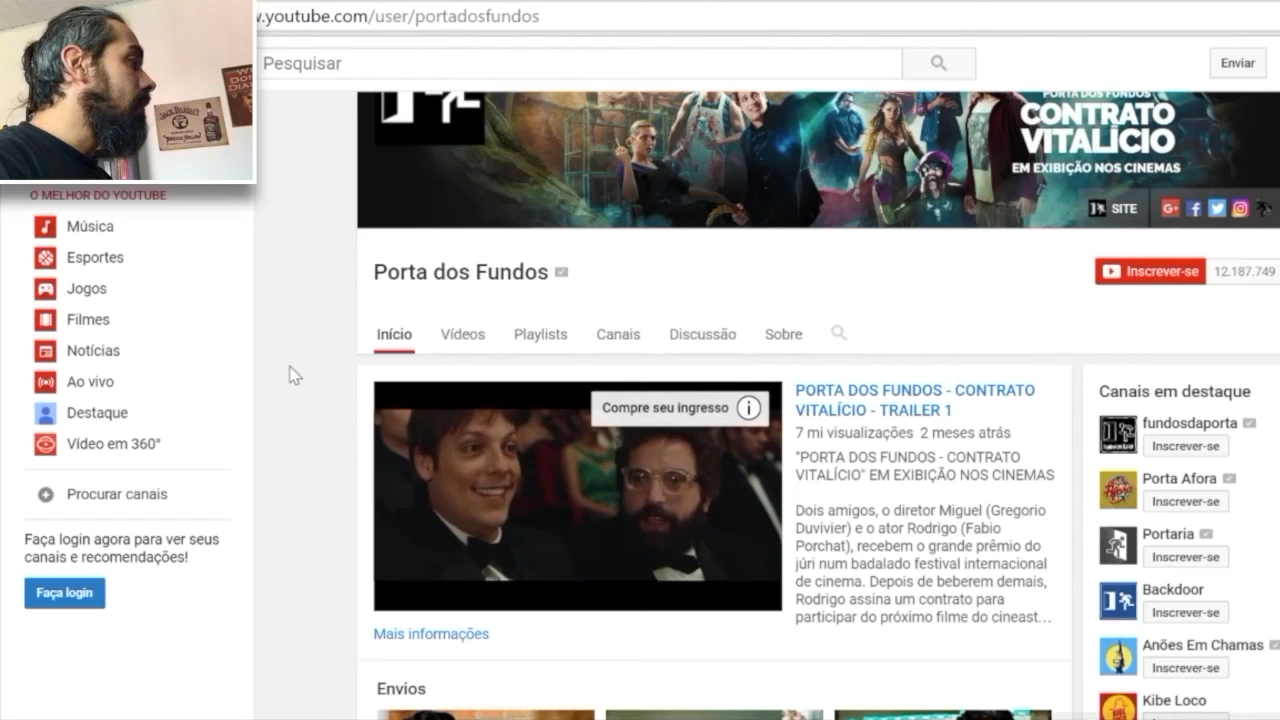 .youtube.com/user/portadosfundos
Pesquisar
Enviar
JACK DANIEL'S
PORTA DOS FUNDOS
CONTRATO
VITALÍCIO
EM EXIBIÇÃO NOS CINEMAS
SITE
O MELHOR DO YOUTUBE
Música
Esportes
Jogos
Filmes
Notícias
Ao vivo
Destaque
Vídeo em 360°
Procurar canais
Faça login agora para ver seus
canais e recomendações!
Faça login
Porta dos Fundos
Inscrever-se 12.187.749
Início Vídeos Playlists Canais Discussão Sobre
Compre seu ingresso
Mais informações
PORTA DOS FUNDOS - CONTRATO
VITALÍCIO - TRAILER 1
7 mi visualizações 2 meses atrás
"PORTA DOS FUNDOS - CONTRATO
VITALÍCIO" EM EXIBIÇÃO NOS CINEMAS
Dois amigos, o diretor Miguel (Gregorio
Duvivier) e o ator Rodrigo (Fabio
Porchat), recebem o grande prêmio do
júri num badalado festival internacional
de cinema. Depois de beberem demais,
Rodrigo assina um contrato para
participar do próximo filme do cineast...
Envios
Canais em destaque
fundosdaporta
Inscrever-se
Porta Afora
Inscrever-se
Portaria
Inscrever-se
Backdoor
Inscrever-se
Anões Em Chamas
Inscrever-se
Kibe Loco